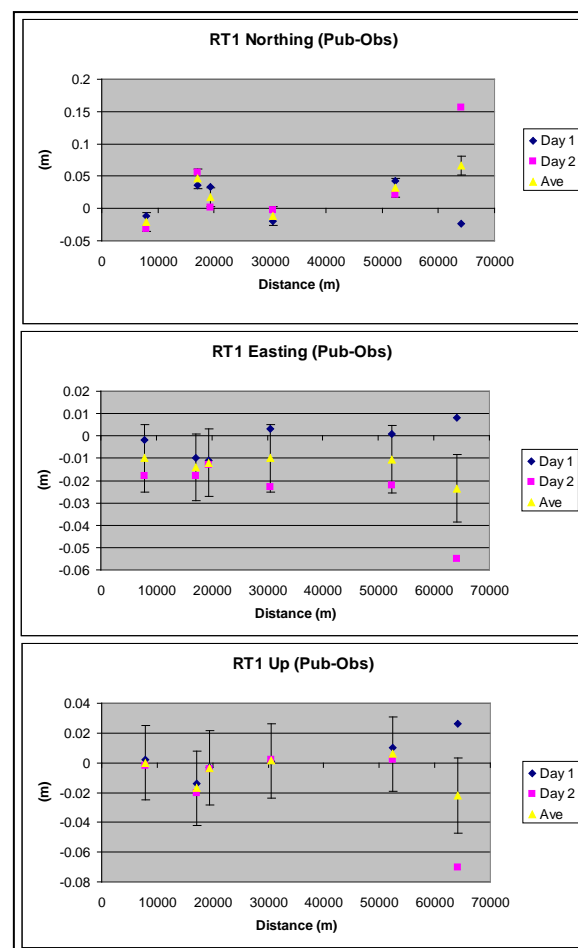 RT1 Northing (Pub-Obs)
0.2
0.15
0.1
0.05
0
-0.05
(m)
0 10000 20000 30000 40000 50000 60000 70000
Distance (m)
Day 1
Day 2
Ave
RT1 Easting (Pub-Obs)
0.02
0.01
0
-0.01
-0.02
-0.03
-0.04
-0.05
-0.06
(m)
0 10000 20000 30000 40000 50000 60000 70000
Distance (m)
Day 1
Day 2
Ave
RT1 Up (Pub-Obs)
0.04
0.02
0
-0.02
-0.04
-0.06
-0.08
(m)
0 10000 20000 30000 40000 50000 60000 70000
Distance (m)
Day 1
Day 2
Ave